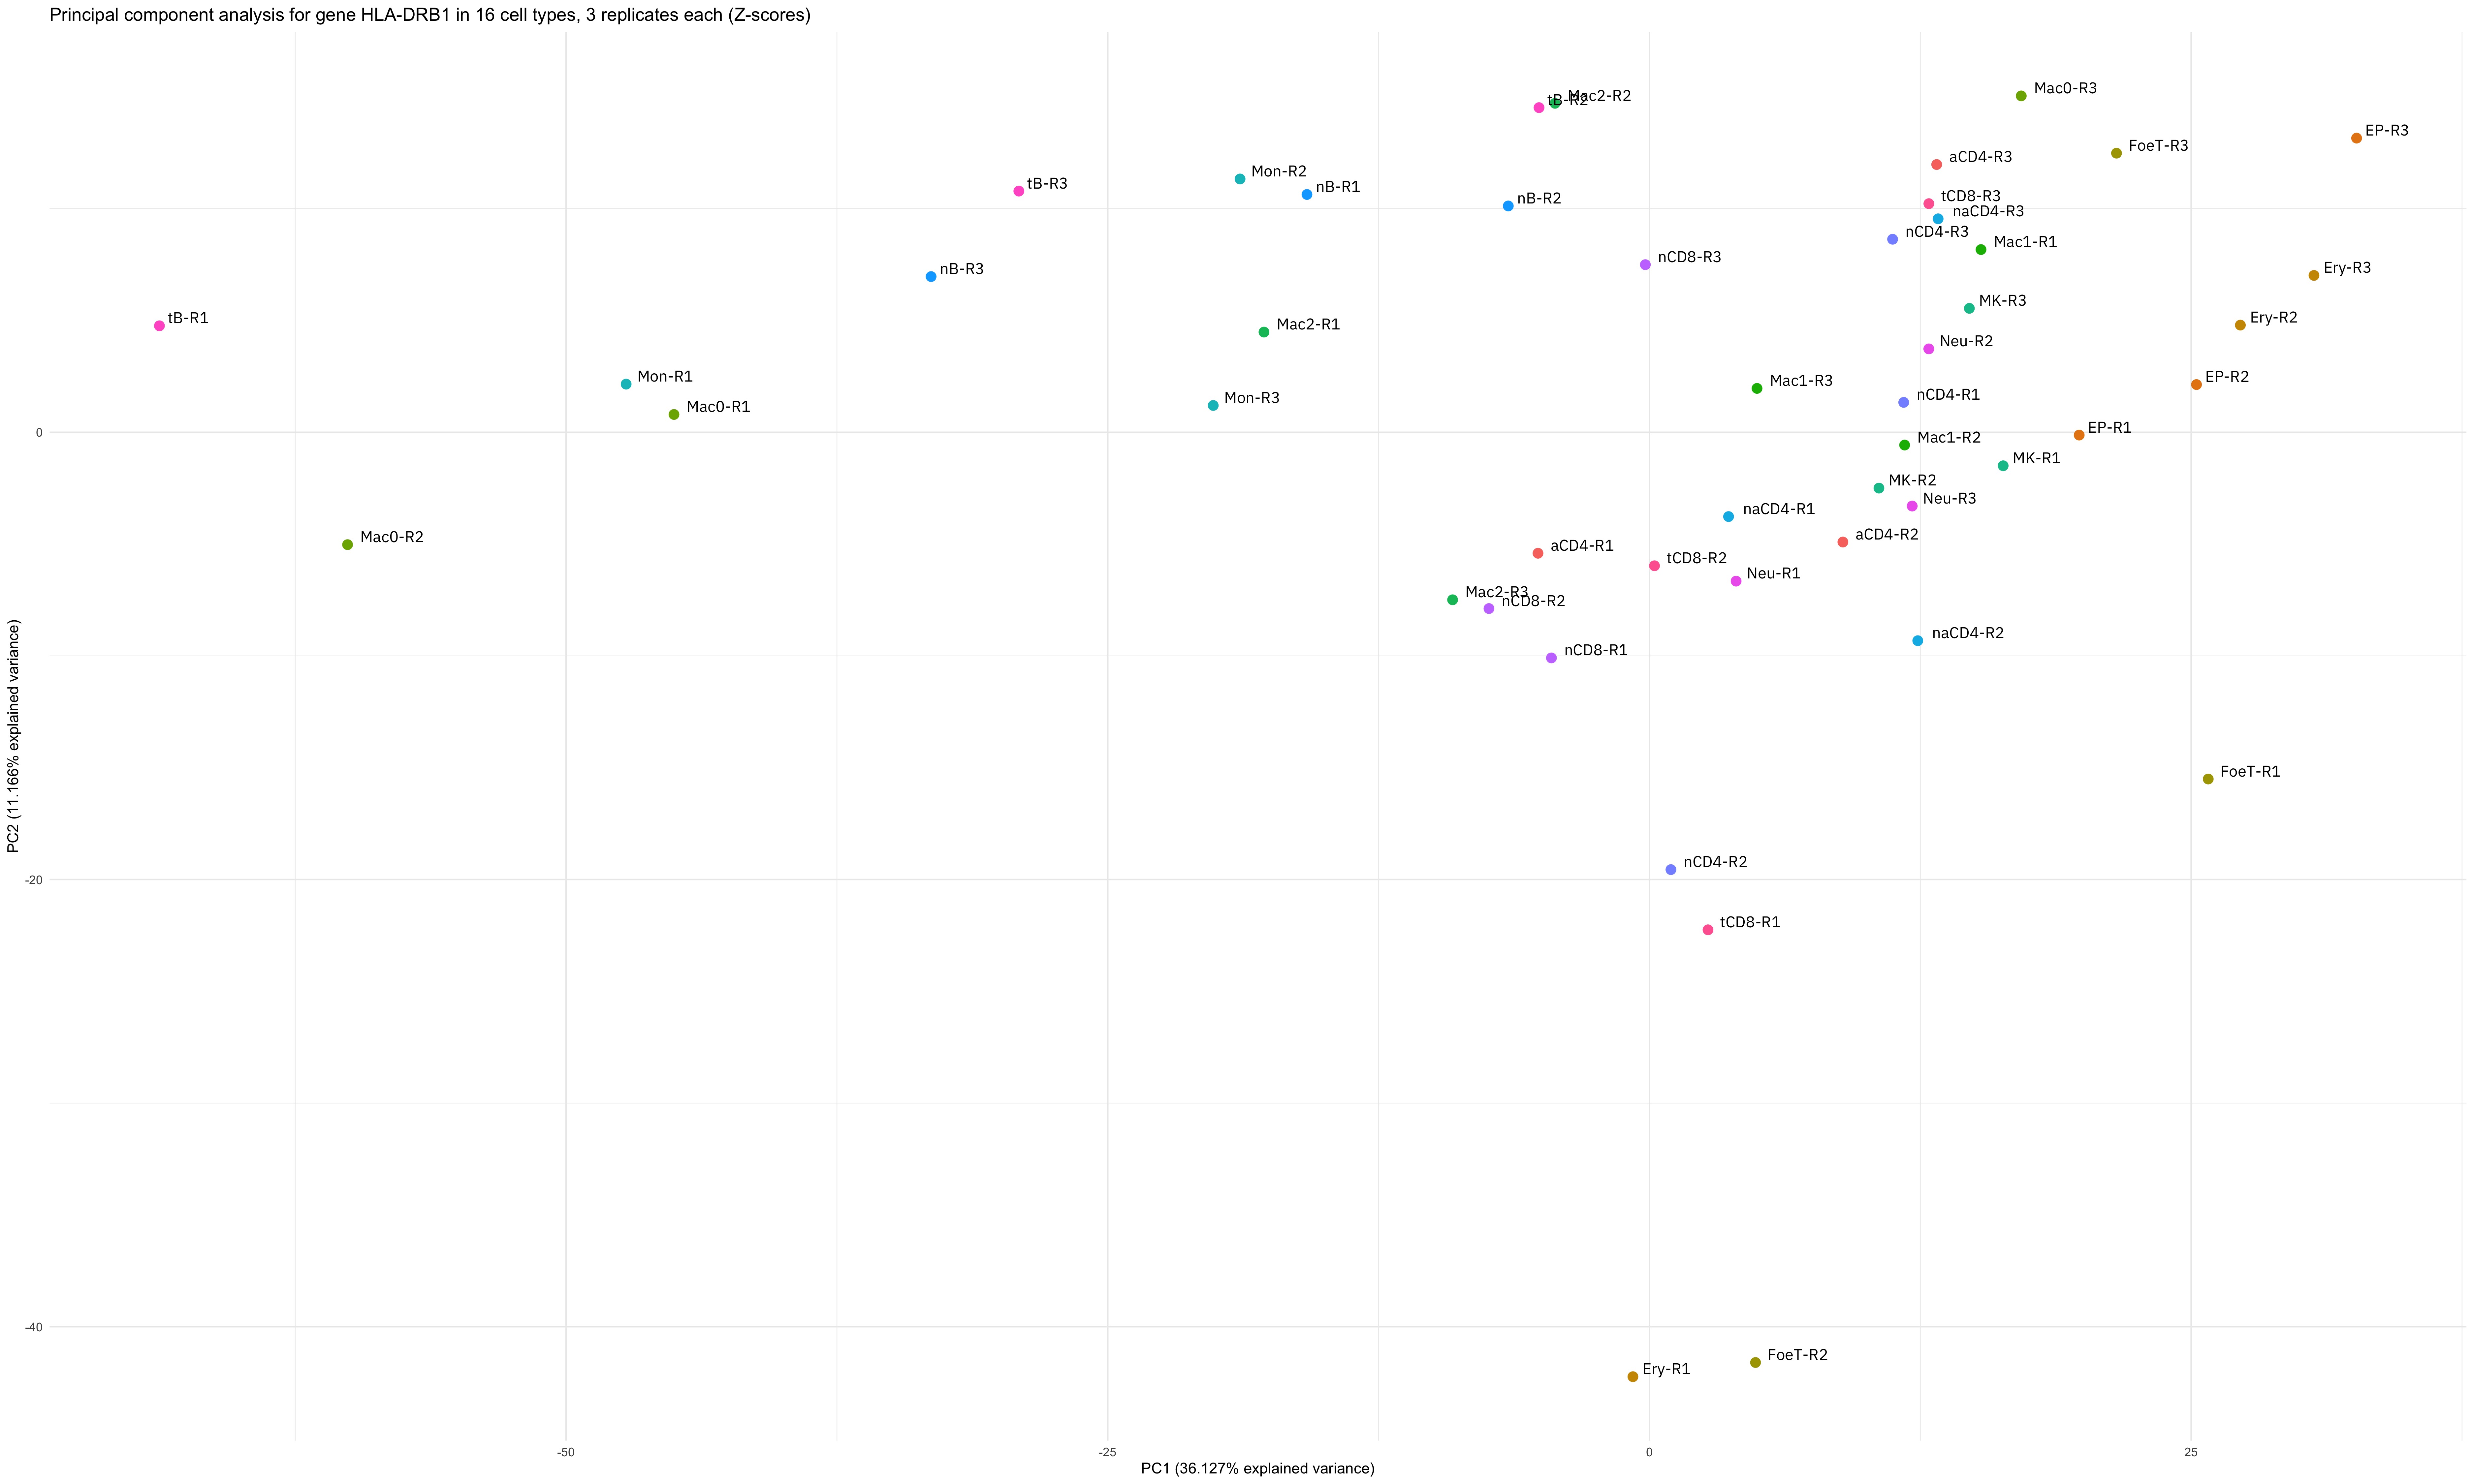 Principal component analysis for gene HLA-DRB1 in 16 cell types, 3 replicates each (Z-scores)
Mac0-R3
Mac2-R2
tB-R2
EP-R3
FoeT-R3
aCD4-R3
Mon-R2
tB-R3
nB-R1
tCD8-R3
nB-R2
naCD4-R3
nCD4-R3
Mac1-R1
nCD8-R3
nB-R3
Ery-R3
MK-R3
tB-R1
Ery-R2
Mac2-R1
Neu-R2
Mon-R1
EP-R2
Mac1-R3
nCD4-R1
Mon-R3
Mac0-R1
EP-R1
0
Mac1-R2
MK-R1
MK-R2
Neu-R3
naCD4-R1
aCD4-R2
Mac0-R2
aCD4-R1
tCD8-R2
Neu-R1
Mac2-R3
nCD8-R2
naCD4-R2
nCD8-R1
PC2 (11.166% explained variance)
FoeT-R1
nCD4-R2
-20
tCD8-R1
-40
FoeT-R2
Ery-R1
-50 -25 0 25
PC1 (36.127% explained variance)